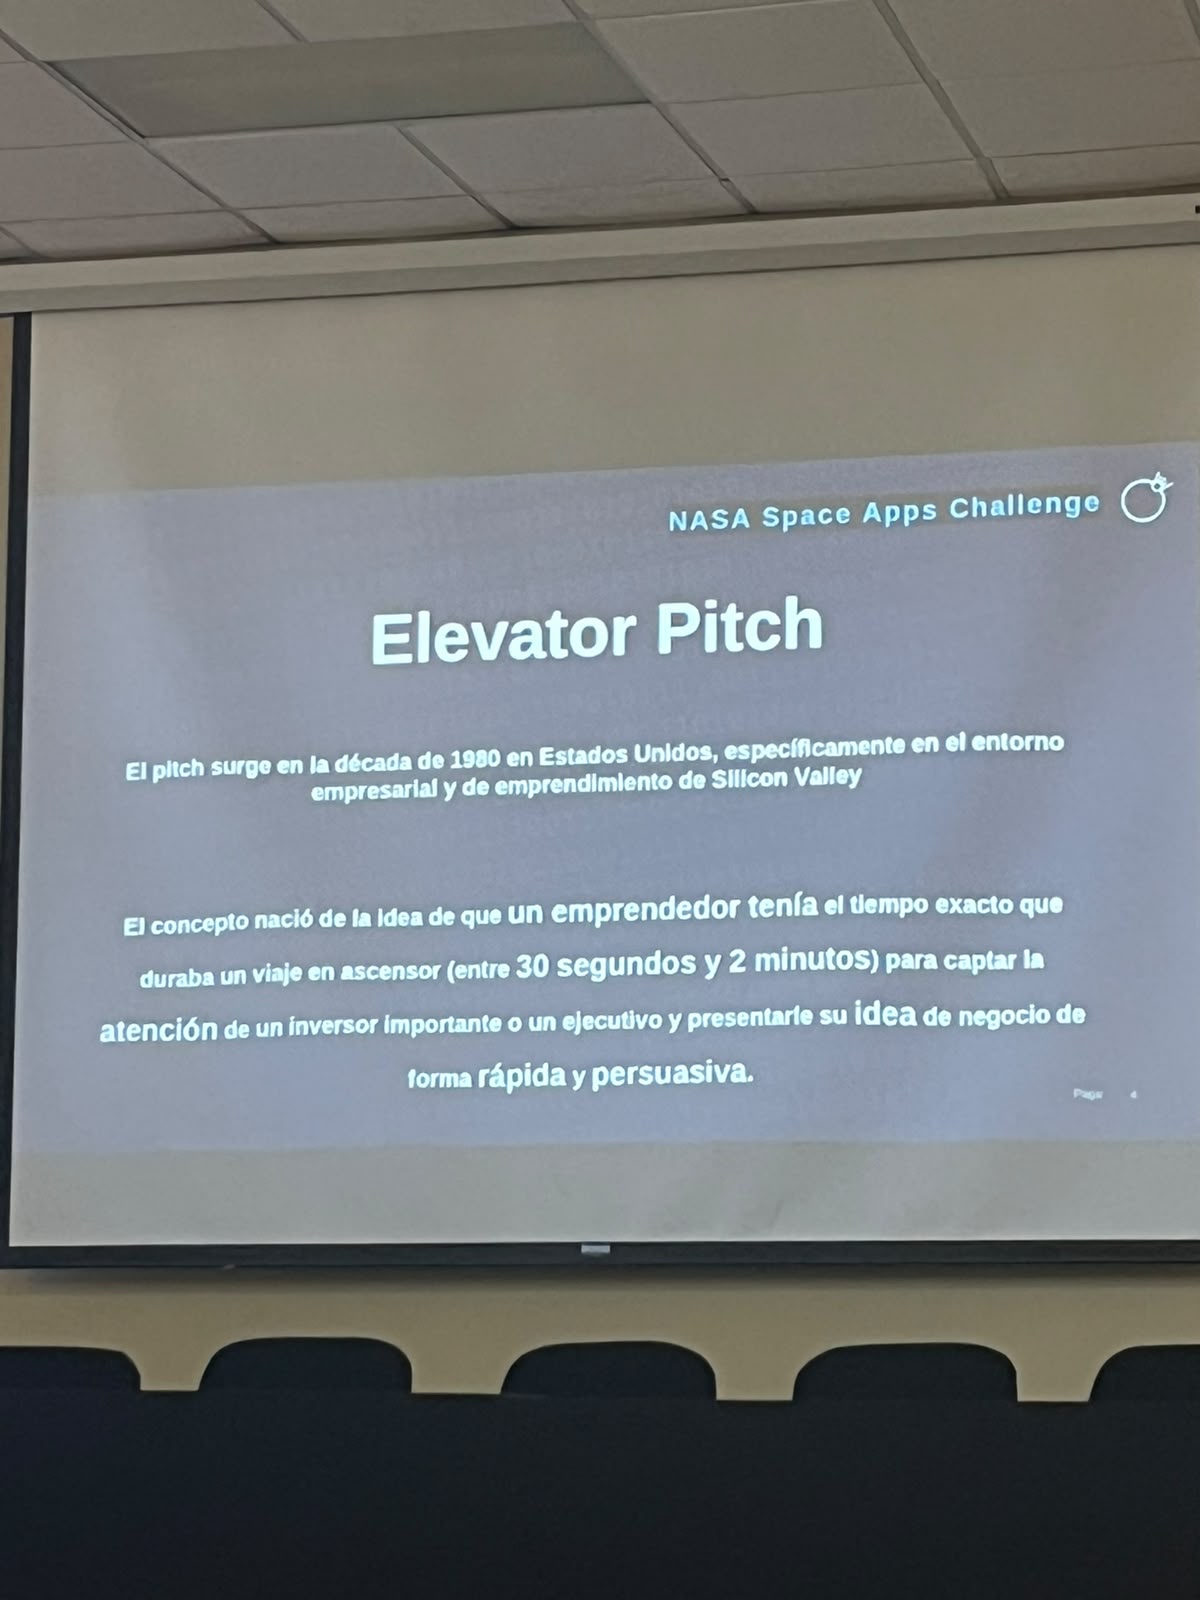 NASA Space Apps Challenge
Elevator Pitch
El pitch surge en la década de 1980 en Estados Unidos, específicamente en el entorno
empresarial y de emprendimiento de Silicon Valley
El concepto nació de la idea de que un emprendedor tenía el tiempo exacto que
duraba un viaje en ascensor (entre 30 segundos y 2 minutos) para captar la
atención de un inversor importante o un ejecutivo y presentarle su idea de negocio de
forma rápida y persuasiva.
4